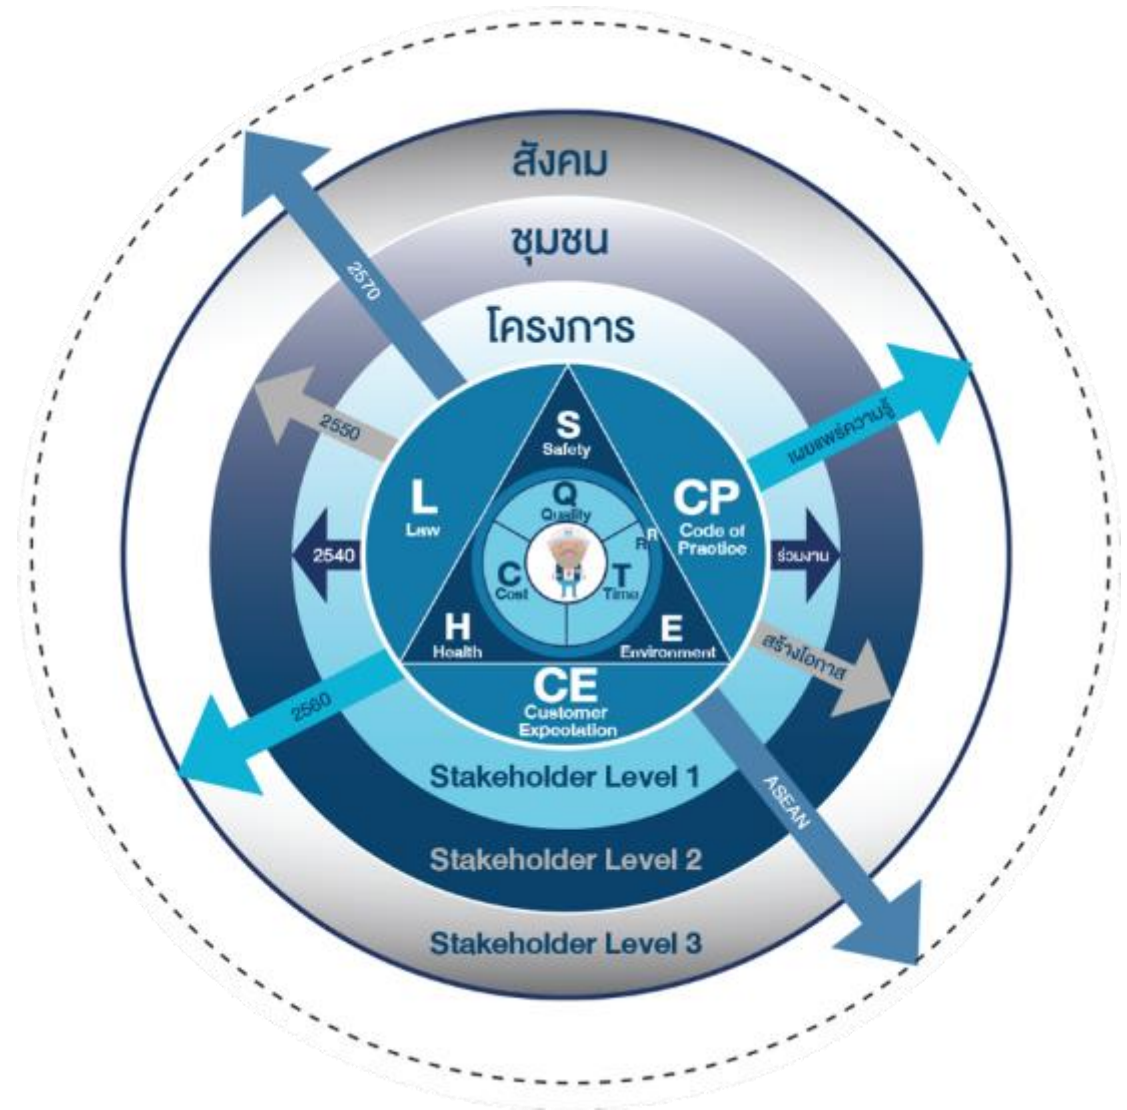 สังคม
ชุมชน
โครงการ
2570
2550
2540
2560
เผยแพร่ความรู้
ร่วมงาน
สร้างโอกาส
ASEAN
S
Safety
L
Law
CP
Code of
Practice
Q
Quality
R
R
C
Cost
T
Time
H
Health
E
Environment
CE
Customer
Expectation
Stakeholder Level 1
Stakeholder Level 2
Stakeholder Level 3